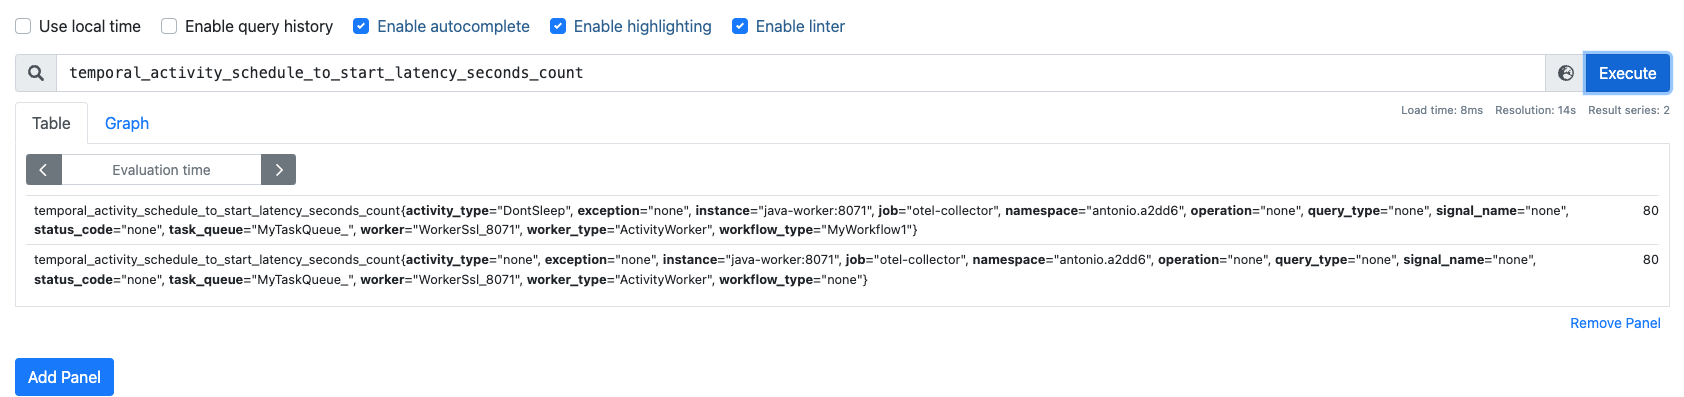 Use local time Enable query history Enable autocomplete Enable highlighting Enable linter
temporal_activity_schedule_to_start_latency_seconds_count Execute
Load time: 8ms Resolution: 14s Result series: 2
Table Graph
Evaluation time
temporal_activity_schedule_to_start_latency_seconds_count{activity_type="DontSleep", exception="none", instance="java-worker:8071", job="otel-collector", namespace="antonio.a2dd6", operation="none", query_type="none", signal_name="none", 80
status_code="none", task_queue="MyTaskQueue_", worker="WorkerSsl_8071", worker_type="ActivityWorker", workflow_type="MyWorkflow1"}
temporal_activity_schedule_to_start_latency_seconds_count{activity_type="none", exception="none", instance="java-worker:8071", job="otel-collector", namespace="antonio.a2dd6", operation="none", query_type="none", signal_name="none", 80
status_code="none", task_queue="MyTaskQueue_", worker="WorkerSsl_8071", worker_type="ActivityWorker", workflow_type="none"}
Remove Panel
Add Panel